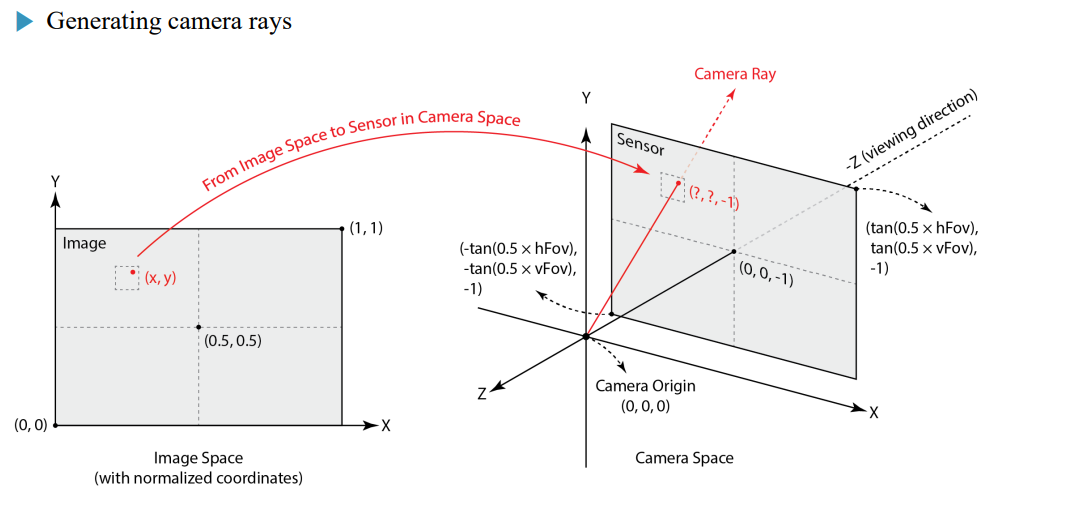 Generating camera rays
From Image Space to Sensor in Camera Space
Y
Image
(x, y)
(1, 1)
(0.5, 0.5)
(0, 0)
X
Image Space
(with normalized coordinates)
Camera Ray
Y
Sensor
(?, ?, -1)
-Z (viewing direction)
(tan(0.5 × hFov),
tan(0.5 × vFov),
-1)
(-tan(0.5 × hFov),
-tan(0.5 × vFov),
-1)
(0, 0, -1)
Z
Camera Origin
(0, 0, 0)
X
Camera Space